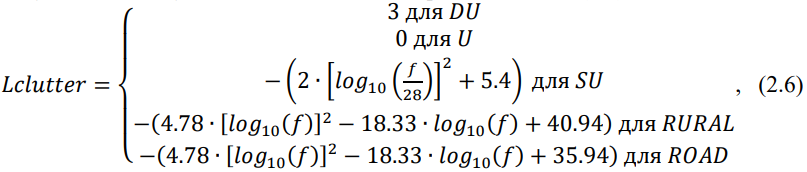 3 для DU
0 для U
Lclutter = { −(2 ∙ [log₁₀(f/28)]² + 5.4) для SU , (2.6)
−(4.78 ∙ [log₁₀(f)]² − 18.33 ∙ log₁₀(f) + 40.94) для RURAL
−(4.78 ∙ [log₁₀(f)]² − 18.33 ∙ log₁₀(f) + 35.94) для ROAD